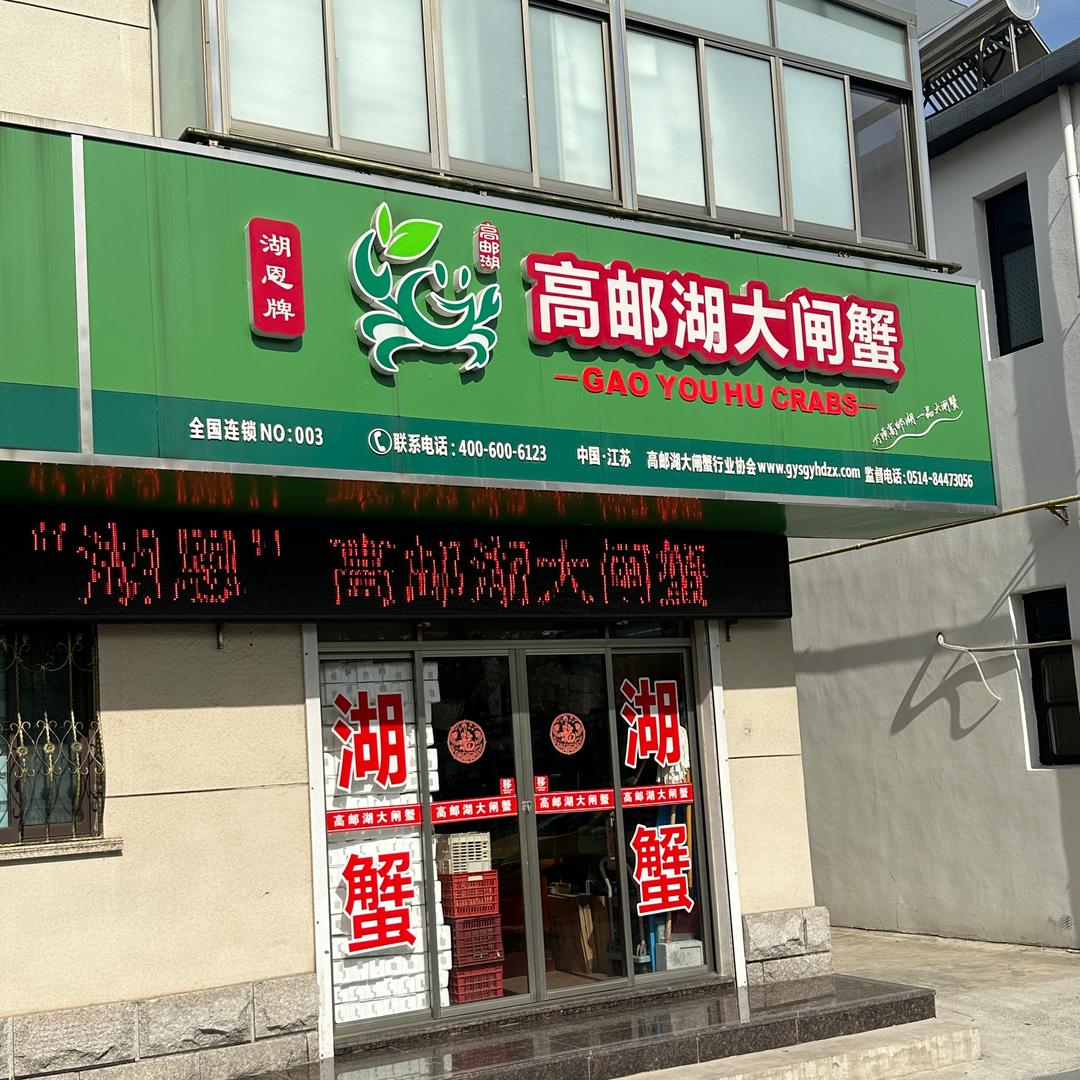 湖恩牌
高邮湖
高邮湖大闸蟹
GAO YOU HU CRABS
全国连锁NO:003
联系电话:400-600-6123
中国·江苏 高邮湖大闸蟹行业协会www.gysgyhdzx.com 监督电话:0514-84473056
“湖恩” 高邮湖大闸蟹
湖蟹
湖蟹
移
移
高邮湖大闸蟹
高邮湖大闸蟹
高邮湖大闸蟹
高邮湖大闸蟹